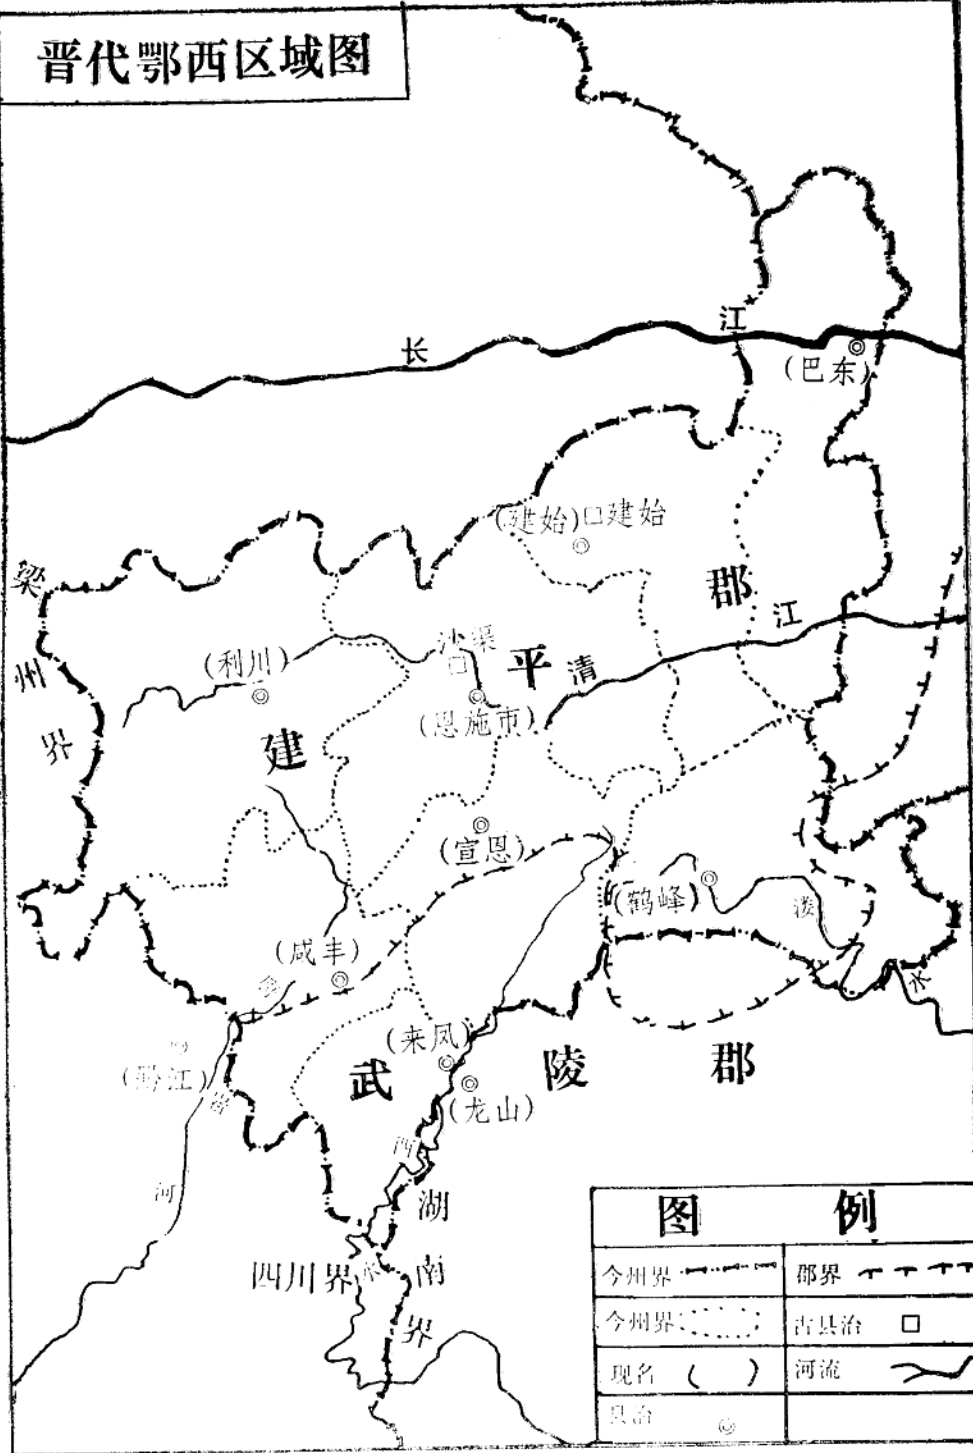 晋代鄂西区域图
长
江
(巴东)
(建始)
建始
梁
州
界
郡
江
沙渠
平
清
(利川)
(恩施市)
建
(宣恩)
(鹤峰)
溇
水
(咸丰)
(来凤)
武
陵
郡
(黔江)
(龙山)
河
酉
水
湖
南
界
四川界
图 例
今州界
郡界
今州界
古县治
现名 ( )
河流
县治